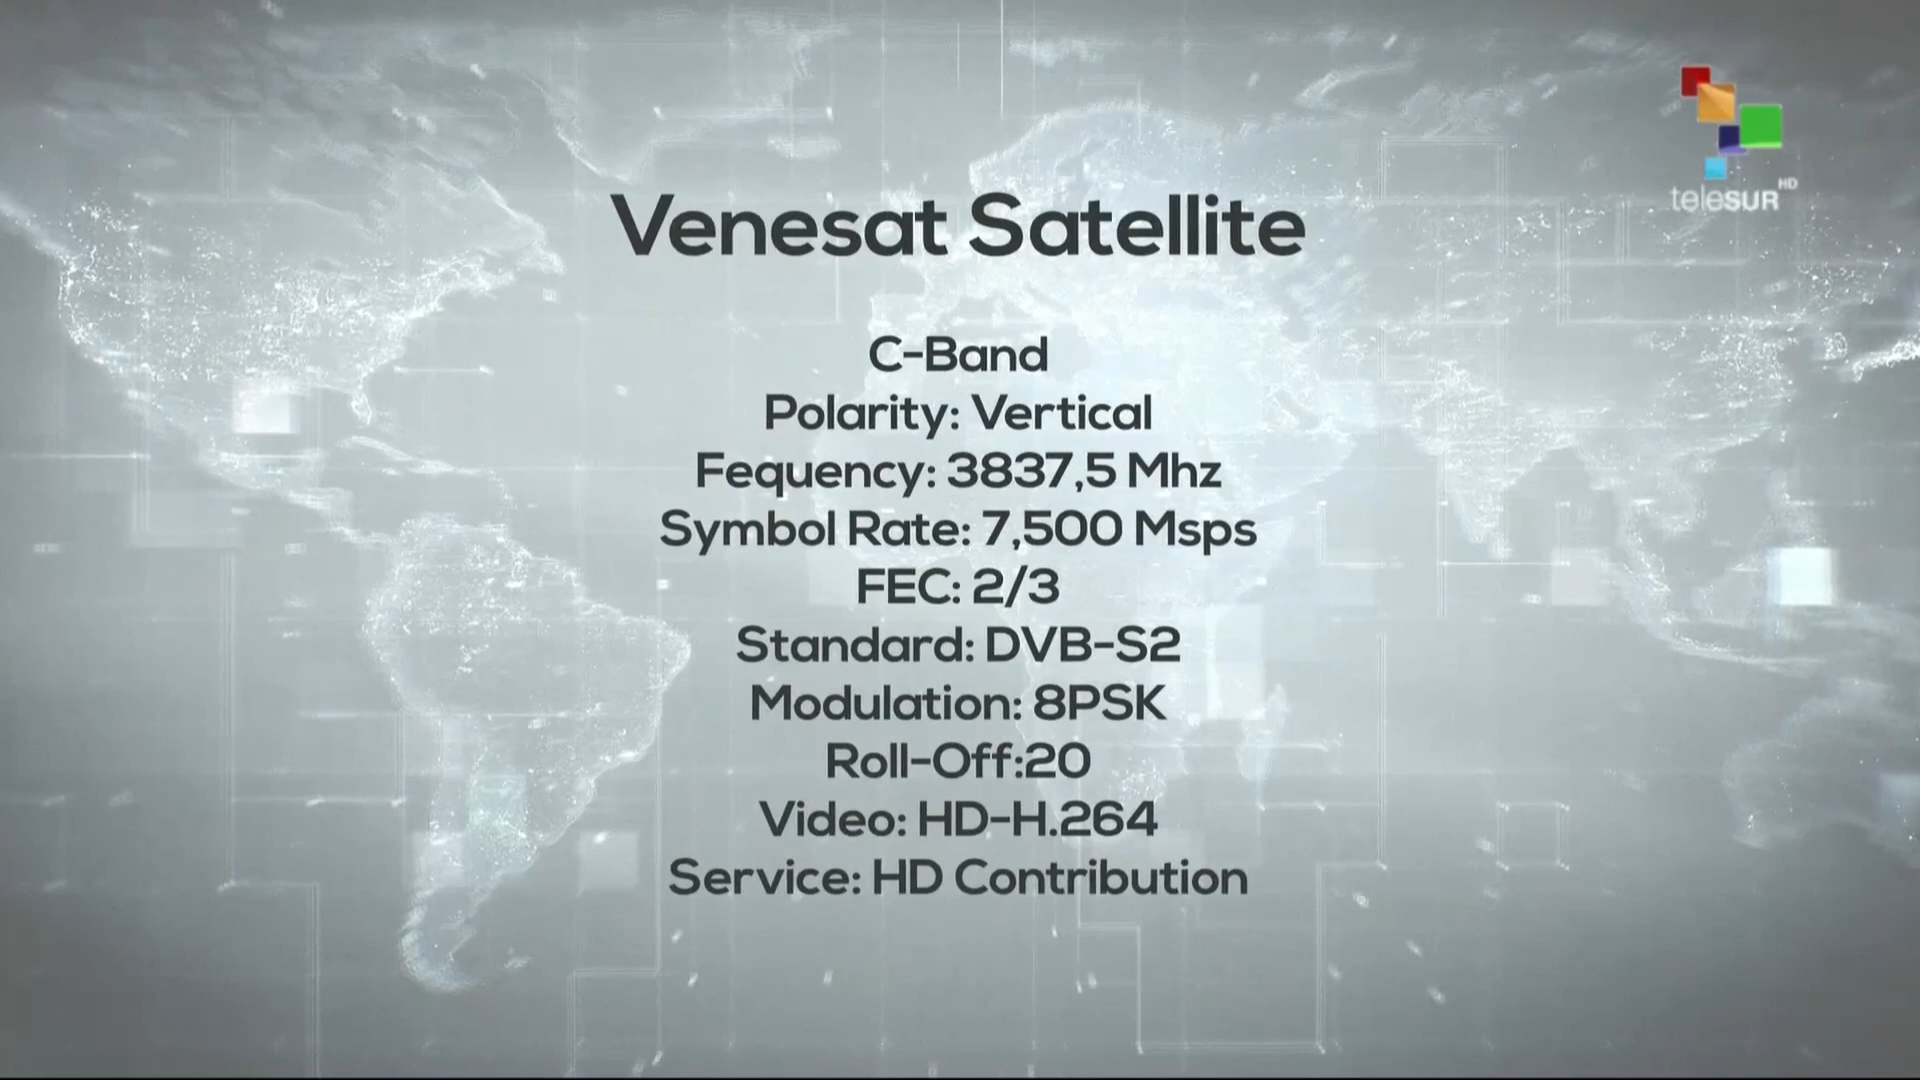 teleSUR HD
Venesat Satellite
C-Band
Polarity: Vertical
Fequency: 3837,5 Mhz
Symbol Rate: 7,500 Msps
FEC: 2/3
Standard: DVB-S2
Modulation: 8PSK
Roll-Off:20
Video: HD-H.264
Service: HD Contribution